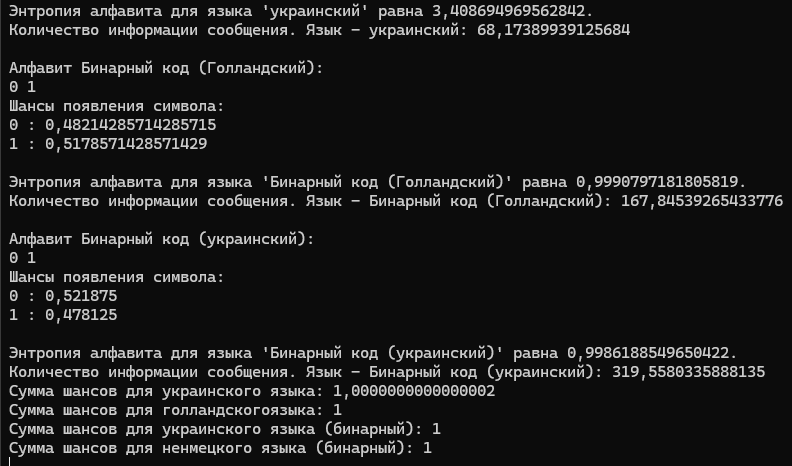 Энтропия алфавита для языка 'украинский' равна 3,408694969562842.
Количество информации сообщения. Язык – украинский: 68,17389939125684
Алфавит Бинарный код (Голландский):
0 1
Шансы появления символа:
0 : 0,48214285714285715
1 : 0,5178571428571429
Энтропия алфавита для языка 'Бинарный код (Голландский)' равна 0,9990797181805819.
Количество информации сообщения. Язык – Бинарный код (Голландский): 167,84539265433776
Алфавит Бинарный код (украинский):
0 1
Шансы появления символа:
0 : 0,521875
1 : 0,478125
Энтропия алфавита для языка 'Бинарный код (украинский)' равна 0,9986188549650422.
Количество информации сообщения. Язык – Бинарный код (украинский): 319,5580335888135
Сумма шансов для украинского языка: 1,0000000000000002
Сумма шансов для голландскогоязыка: 1
Сумма шансов для украинского языка (бинарный): 1
Сумма шансов для ненмецкого языка (бинарный): 1